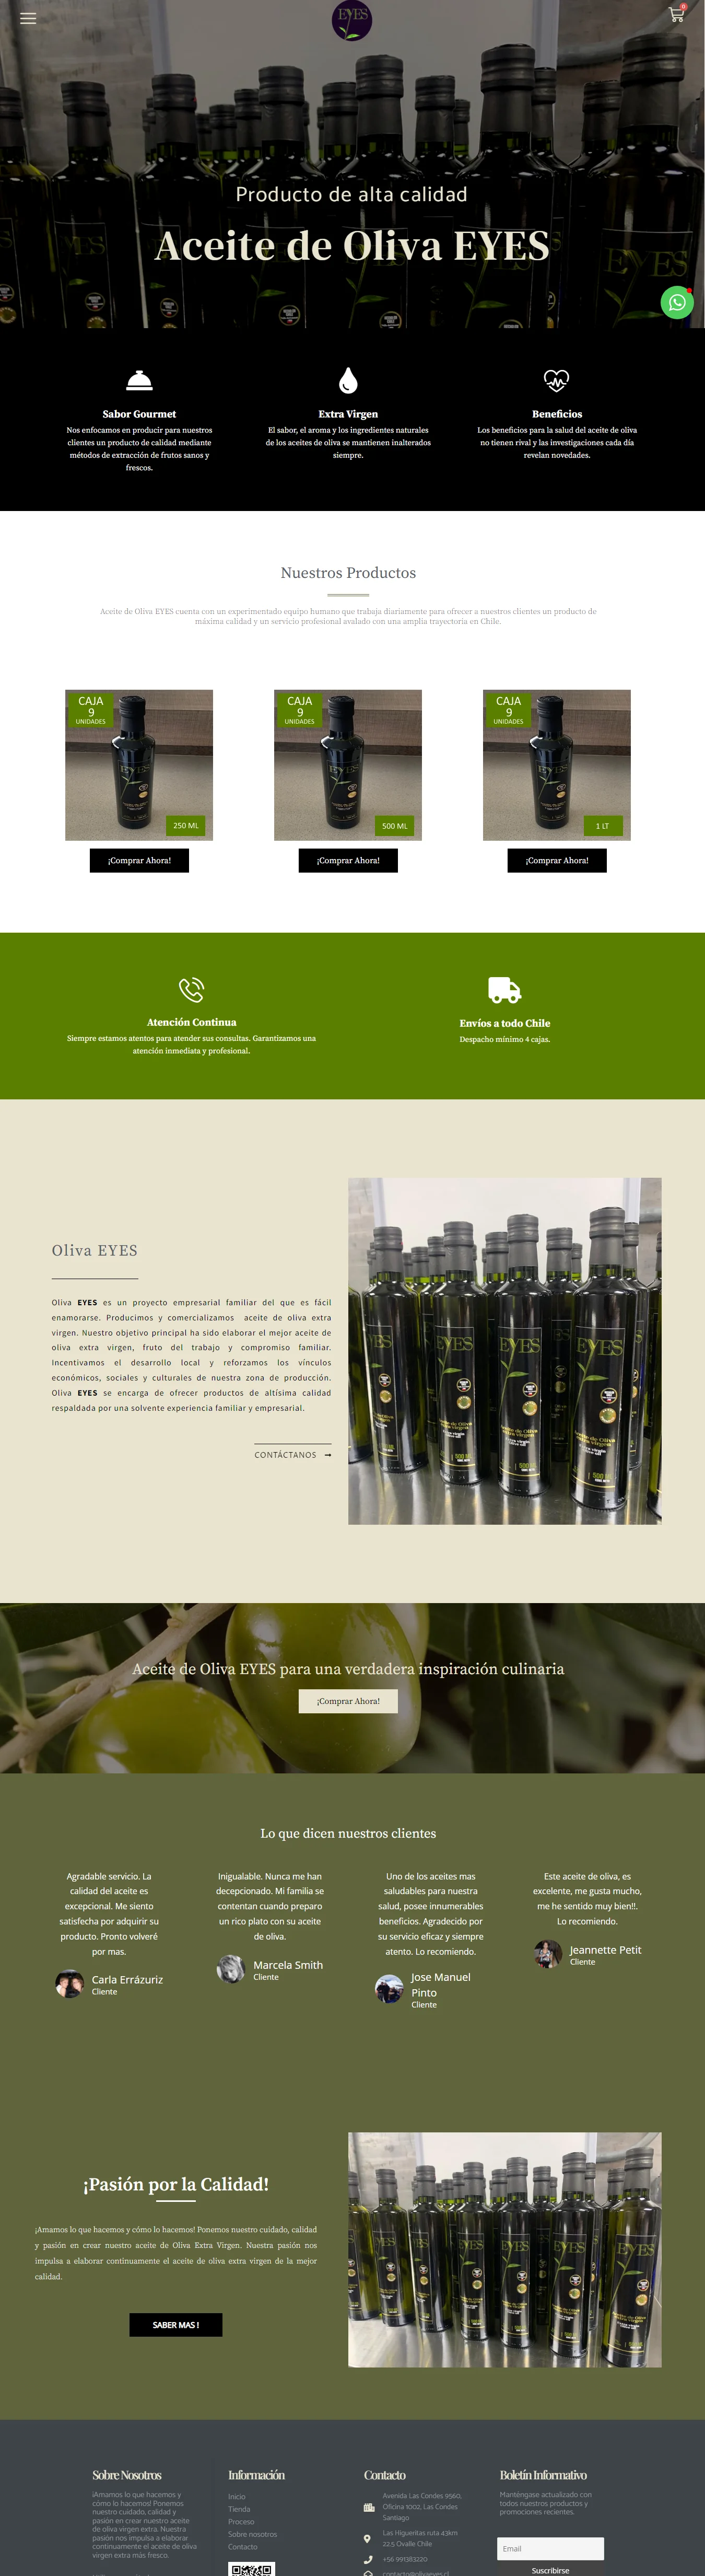 EYES
0
Producto de alta calidad
Aceite de Oliva EYES
Sabor Gourmet
Nos enfocamos en producir para nuestros
clientes un producto de calidad mediante
métodos de extracción de frutos sanos y
frescos.
Extra Virgen
El sabor, el aroma y los ingredientes naturales
de los aceites de oliva se mantienen inalterados
siempre.
Beneficios
Los beneficios para la salud del aceite de oliva
no tienen rival y las investigaciones cada día
revelan novedades.
Nuestros Productos
Aceite de Oliva EYES cuenta con un experimentado equipo humano que trabaja diariamente para ofrecer a nuestros clientes un producto de
máxima calidad y un servicio profesional avalado con una amplia trayectoria en Chile.
CAJA
9
UNIDADES
EYES
250 ML
¡Comprar Ahora!
CAJA
9
UNIDADES
EYES
500 ML
¡Comprar Ahora!
CAJA
9
UNIDADES
EYES
1 LT
¡Comprar Ahora!
Atención Continua
Siempre estamos atentos para atender sus consultas. Garantizamos una
atención inmediata y profesional.
Envíos a todo Chile
Despacho mínimo 4 cajas.
Oliva EYES
Oliva EYES es un proyecto empresarial familiar del que es fácil
enamorarse. Producimos y comercializamos aceite de oliva extra
virgen. Nuestro objetivo principal ha sido elaborar el mejor aceite de
oliva extra virgen, fruto del trabajo y compromiso familiar.
Incentivamos el desarrollo local y reforzamos los vínculos
económicos, sociales y culturales de nuestra zona de producción.
Oliva EYES se encarga de ofrecer productos de altísima calidad
respaldada por una solvente experiencia familiar y empresarial.
CONTÁCTANOS
EYES
EYES
EYES
EYES
Aceite de Oliva
Extra Virgen
500 ML
Aceite de Oliva EYES para una verdadera inspiración culinaria
¡Comprar Ahora!
Lo que dicen nuestros clientes
Agradable servicio. La
calidad del aceite es
excepcional. Me siento
satisfecha por adquirir su
producto. Pronto volveré
por mas.
Carla Errázuriz
Cliente
Inigualable. Nunca me han
decepcionado. Mi familia se
contentan cuando preparo
un rico plato con su aceite
de oliva.
Marcela Smith
Cliente
Uno de los aceites mas
saludables para nuestra
salud, posee innumerables
beneficios. Agradecido por
su servicio eficaz y siempre
atento. Lo recomiendo.
Jose Manuel
Pinto
Cliente
Este aceite de oliva, es
excelente, me gusta mucho,
me he sentido muy bien!!.
Lo recomiendo.
Jeannette Petit
Cliente
¡Pasión por la Calidad!
¡Amamos lo que hacemos y cómo lo hacemos! Ponemos nuestro cuidado, calidad
y pasión en crear nuestro aceite de Oliva Extra Virgen. Nuestra pasión nos
impulsa a elaborar continuamente el aceite de oliva extra virgen de la mejor
calidad.
SABER MAS !
EYES
EYES
EYES
EYES
Sobre Nosotros
¡Amamos lo que hacemos y
cómo lo hacemos! Ponemos
nuestro cuidado, calidad y
pasión en crear nuestro aceite
de oliva virgen extra. Nuestra
pasión nos impulsa a elaborar
continuamente el aceite de oliva
virgen extra más fresco.
Información
Inicio
Tienda
Proceso
Sobre nosotros
Contacto
Contacto
Avenida Las Condes 9560,
Oficina 1002, Las Condes
Santiago
Las Higueritas ruta 43km
22.5 Ovalle Chile
+56 991383220
contacto@olivaeyes.cl
Boletín Informativo
Manténgase actualizado con
todos nuestros productos y
promociones recientes.
Email
Suscribirse